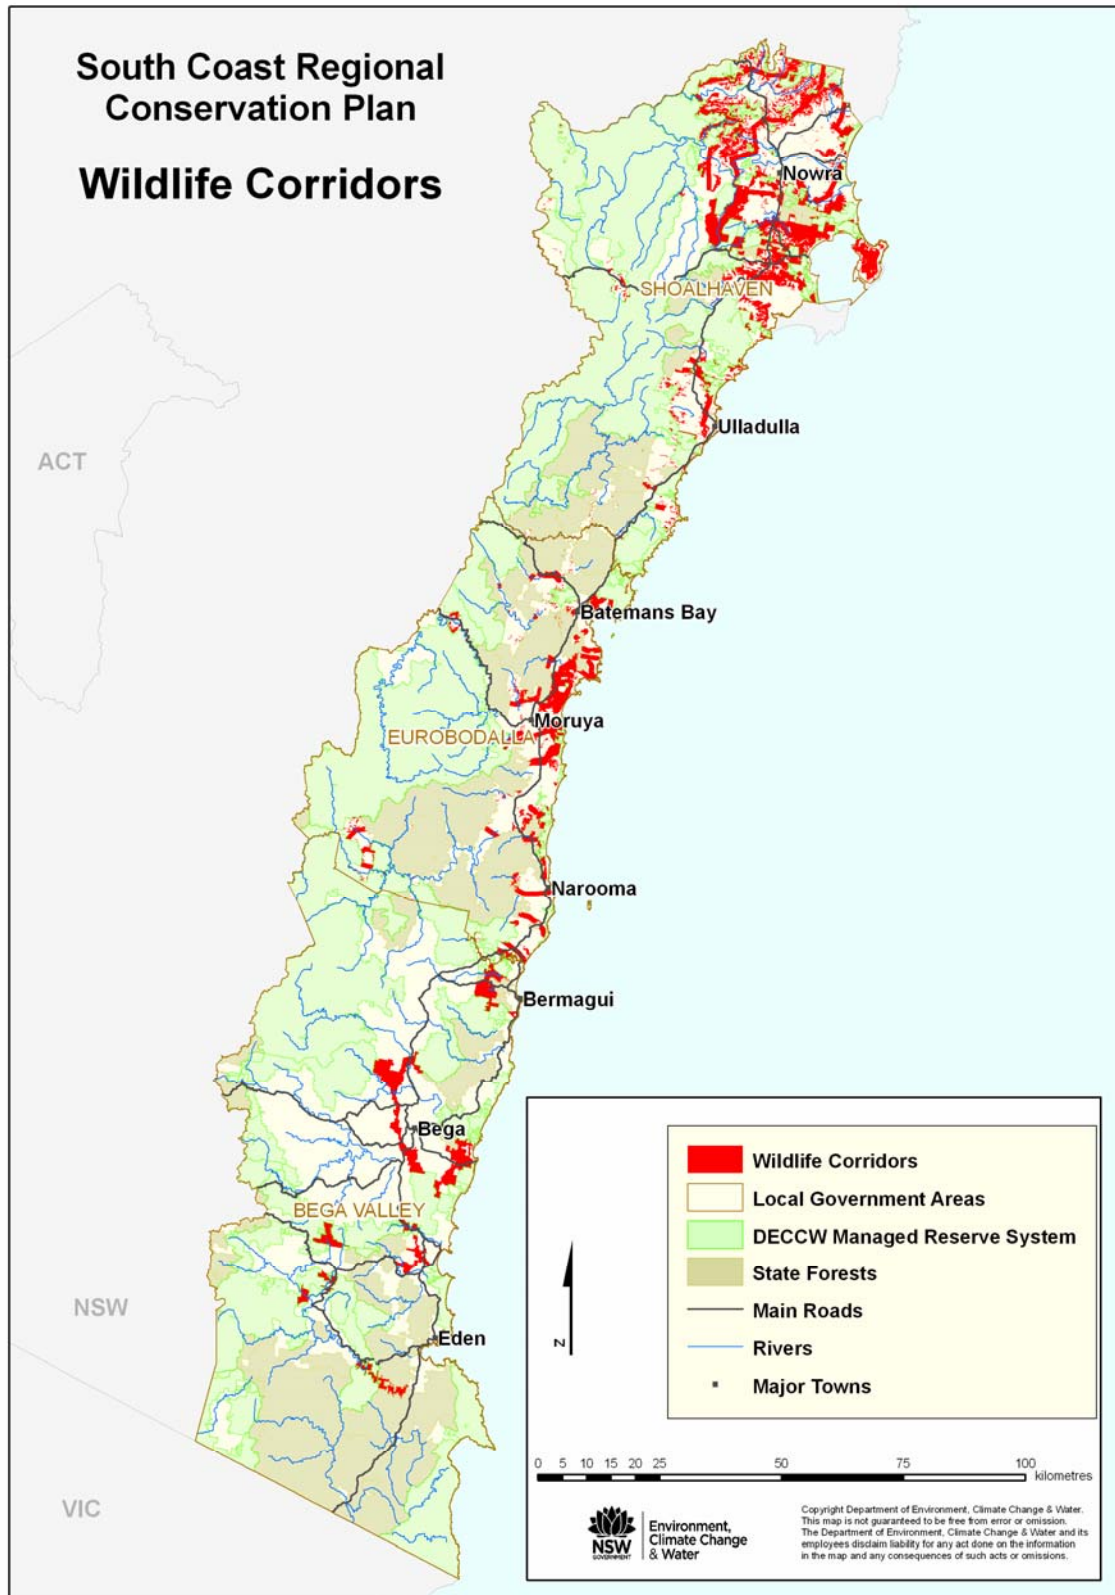 South Coast Regional
Conservation Plan
Wildlife Corridors
Nowra
SHOALHAVEN
Ulladulla
ACT
Batemans Bay
Moruya
EUROBODALLA
Narooma
Bermagui
Bega
BEGA VALLEY
NSW
Eden
VIC
Wildlife Corridors
Local Government Areas
DECCW Managed Reserve System
State Forests
Main Roads
Rivers
Major Towns
N
0 5 10 15 20 25 50 75 100
kilometres
NSW
GOVERNMENT
Environment,
Climate Change
& Water
Copyright Department of Environment, Climate Change & Water.
This map is not guaranteed to be free from error or omission.
The Department of Environment, Climate Change & Water and its
employees disclaim liability for any act done on the information
in the map and any consequences of such acts or omissions.